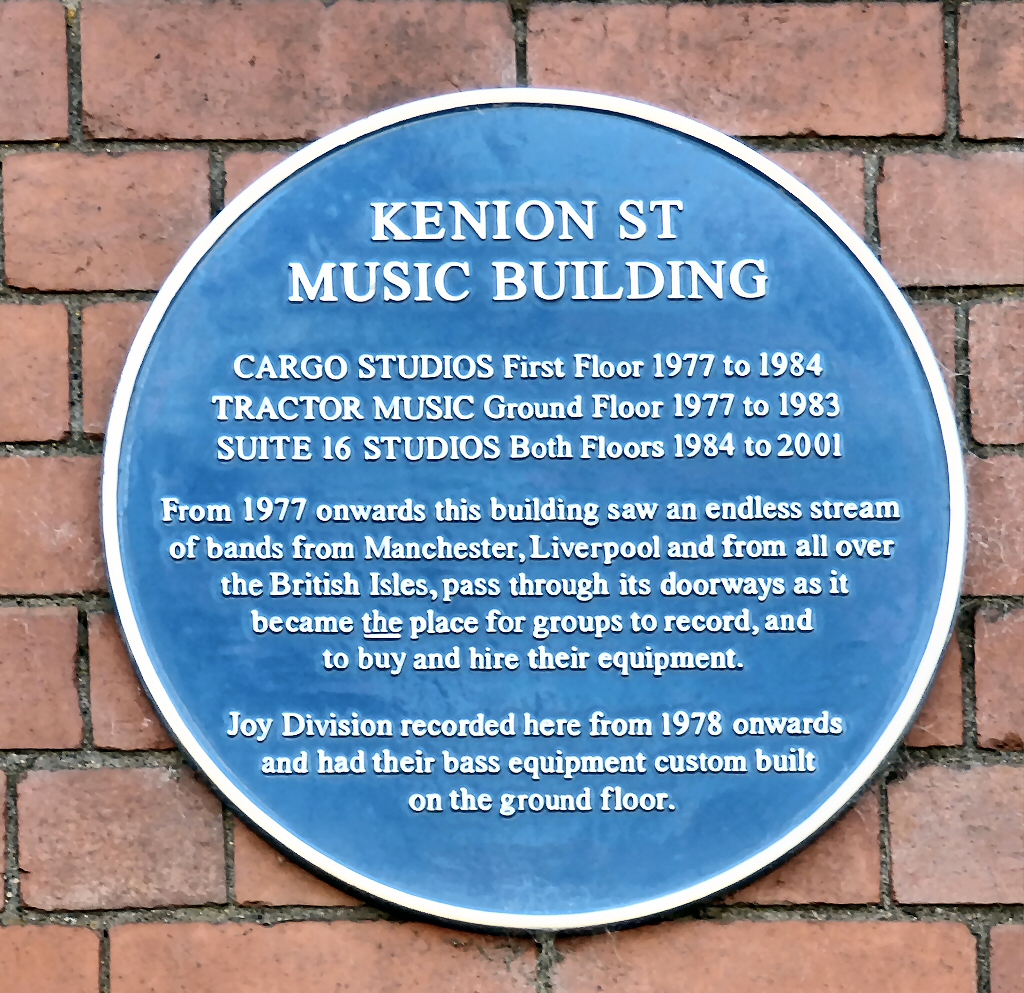 KENION ST
MUSIC BUILDING
CARGO STUDIOS First Floor 1977 to 1984
TRACTOR MUSIC Ground Floor 1977 to 1983
SUITE 16 STUDIOS Both Floors 1984 to 2001
From 1977 onwards this building saw an endless stream
of bands from Manchester, Liverpool and from all over
the British Isles, pass through its doorways as it
became the place for groups to record, and
to buy and hire their equipment.
Joy Division recorded here from 1978 onwards
and had their bass equipment custom built
on the ground floor.